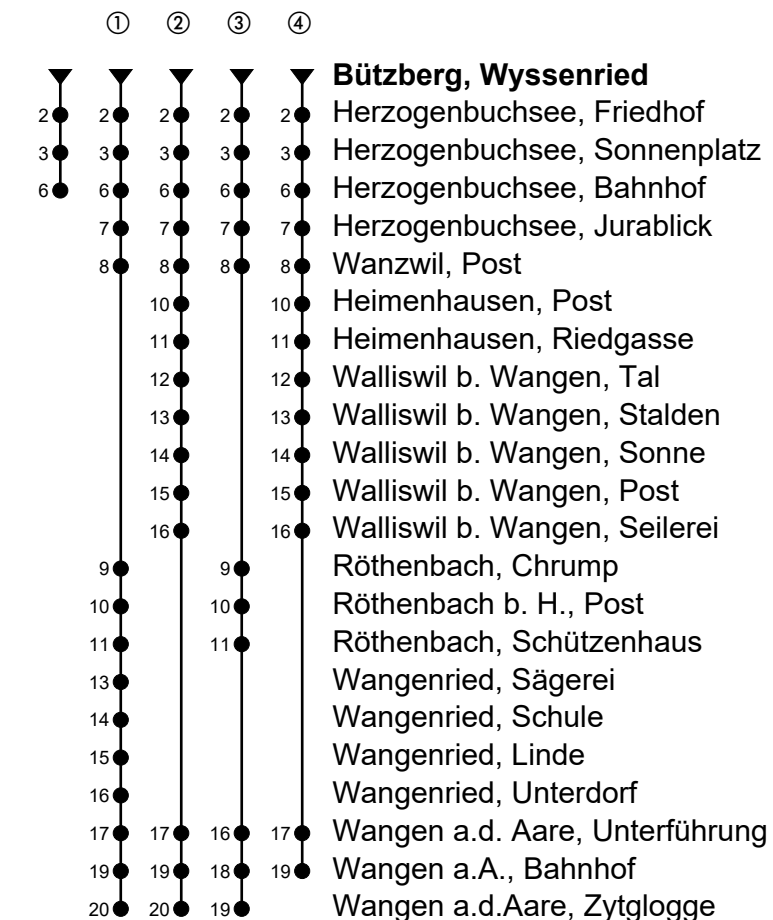 ① ② ③ ④
Bützberg, Wyssenried
2 2 2 2 2 Herzogenbuchsee, Friedhof
3 3 3 3 3 Herzogenbuchsee, Sonnenplatz
6 6 6 6 6 Herzogenbuchsee, Bahnhof
7 7 7 7 Herzogenbuchsee, Jurablick
8 8 8 8 Wanzwil, Post
10 10 Heimenhausen, Post
11 11 Heimenhausen, Riedgasse
12 12 Walliswil b. Wangen, Tal
13 13 Walliswil b. Wangen, Stalden
14 14 Walliswil b. Wangen, Sonne
15 15 Walliswil b. Wangen, Post
16 16 Walliswil b. Wangen, Seilerei
9 9 Röthenbach, Chrump
10 10 Röthenbach b. H., Post
11 11 Röthenbach, Schützenhaus
13 Wangenried, Sägerei
14 Wangenried, Schule
15 Wangenried, Linde
16 Wangenried, Unterdorf
17 17 16 17 Wangen a.d. Aare, Unterführung
19 19 18 19 Wangen a.A., Bahnhof
20 20 19 Wangen a.d.Aare, Zytglogge